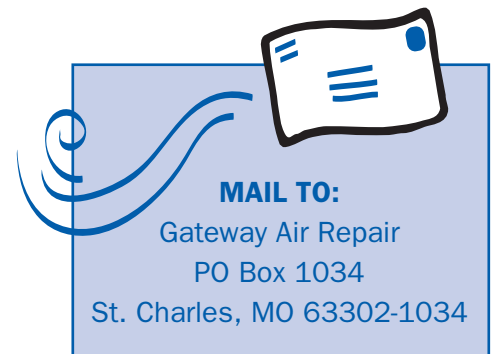 MAIL TO:
Gateway Air Repair
PO Box 1034
St. Charles, MO 63302-1034